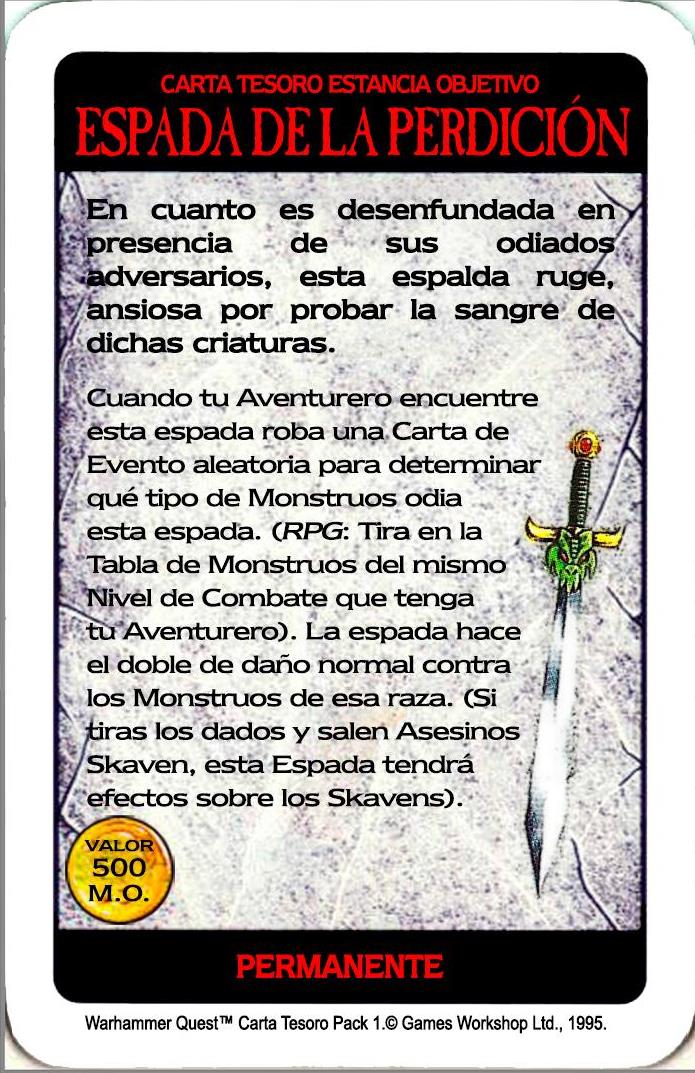 CARTA TESORO ESTANCIA OBJETIVO
ESPADA DE LA PERDICIÓN
En cuanto es desenfundada en
presencia de sus odiados
adversarios, esta espalda ruge,
ansiosa por probar la sangre de
dichas criaturas.
Cuando tu Aventurero encuentre
esta espada roba una Carta de
Evento aleatoria para determinar
qué tipo de Monstruos odia
esta espada. (RPG: Tira en la
Tabla de Monstruos del mismo
Nivel de Combate que tenga
tu Aventurero). La espada hace
el doble de daño normal contra
los Monstruos de esa raza. (Si
tiras los dados y salen Asesinos
Skaven, esta Espada tendrá
efectos sobre los Skavens).
VALOR
500
M.O.
PERMANENTE
Warhammer Quest™ Carta Tesoro Pack 1.© Games Workshop Ltd., 1995.